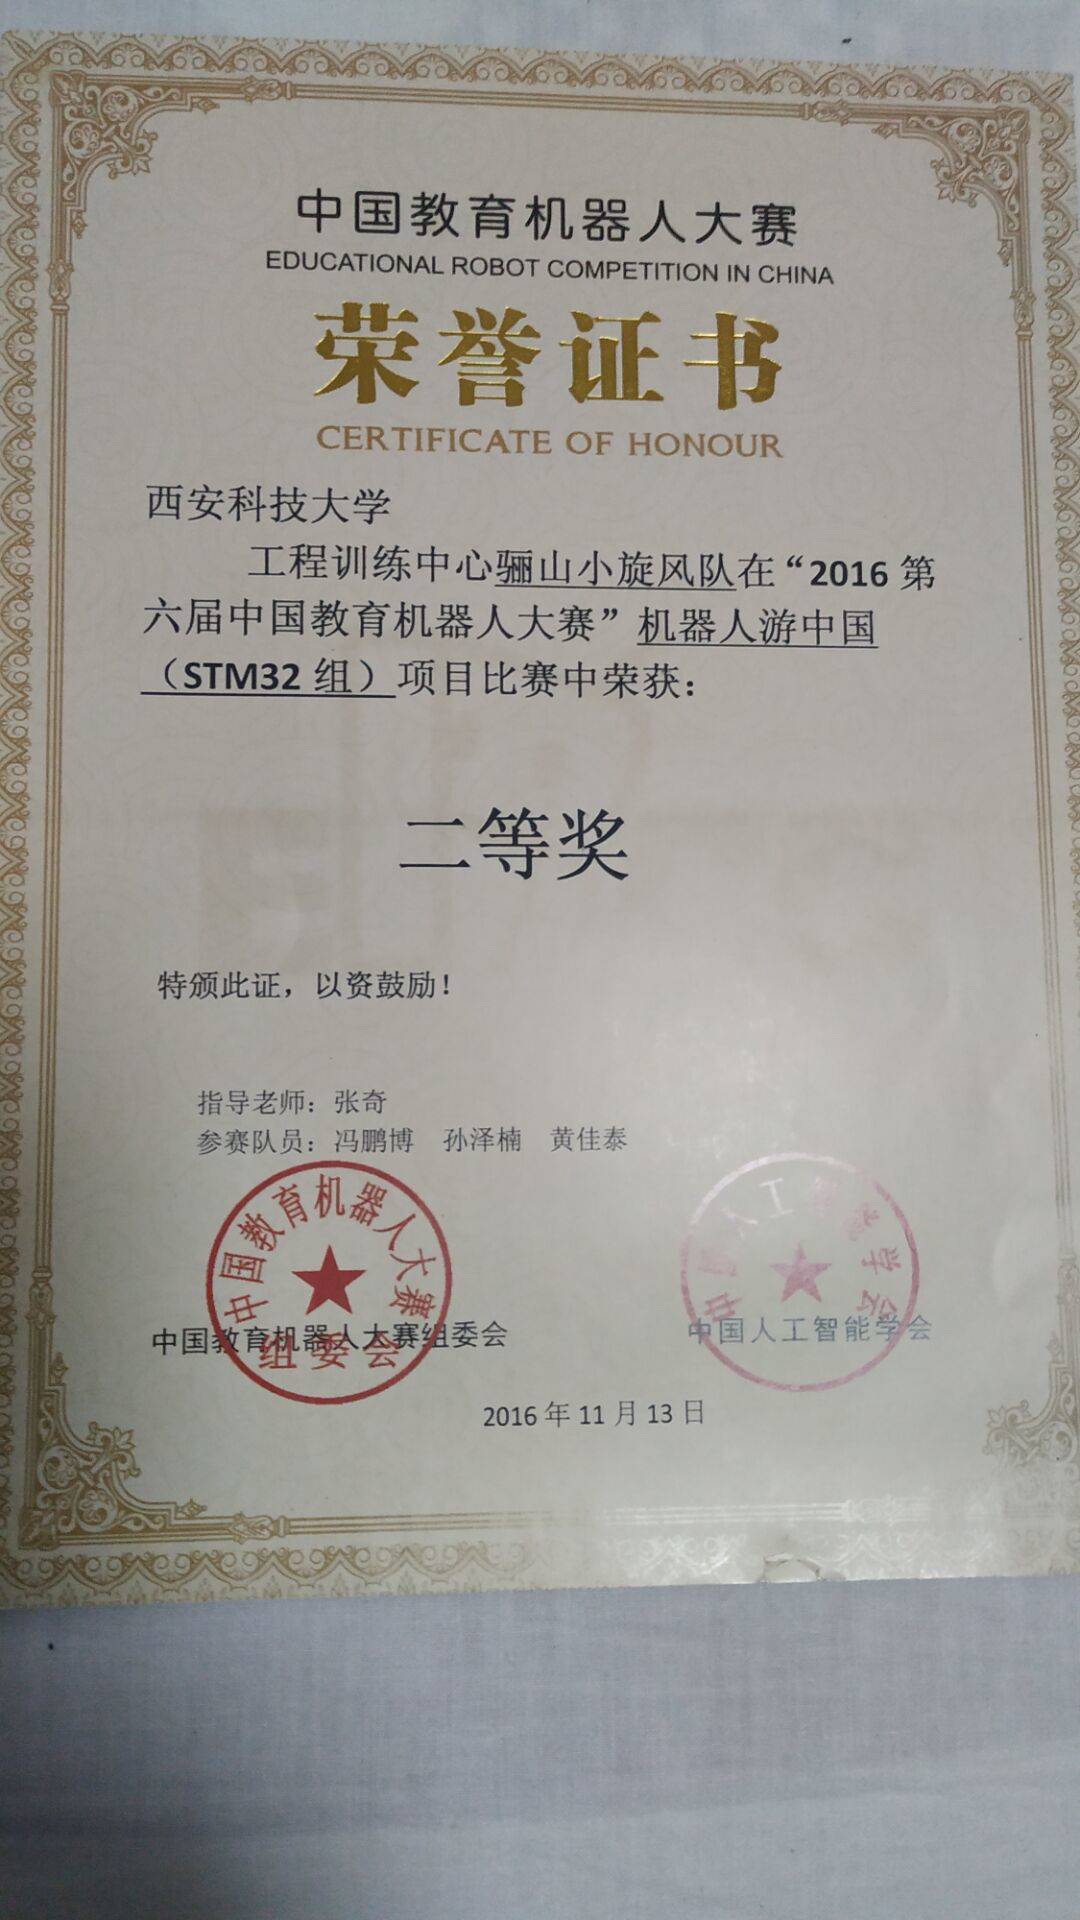 中国教育机器人大赛
EDUCATIONAL ROBOT COMPETITION IN CHINA
荣誉证书
CERTIFICATE OF HONOUR
西安科技大学
工程训练中心骊山小旋风队在“2016 第
六届中国教育机器人大赛”机器人游中国
（STM32 组）项目比赛中荣获：
二等奖
特颁此证，以资鼓励！
指导老师：张奇
参赛队员：冯鹏博 孙泽楠 黄佳泰
中国教育机器人大赛
组委会
中国教育机器人大赛组委会
中国人工智能学会
中国人工智能学会
2016 年 11 月 13 日